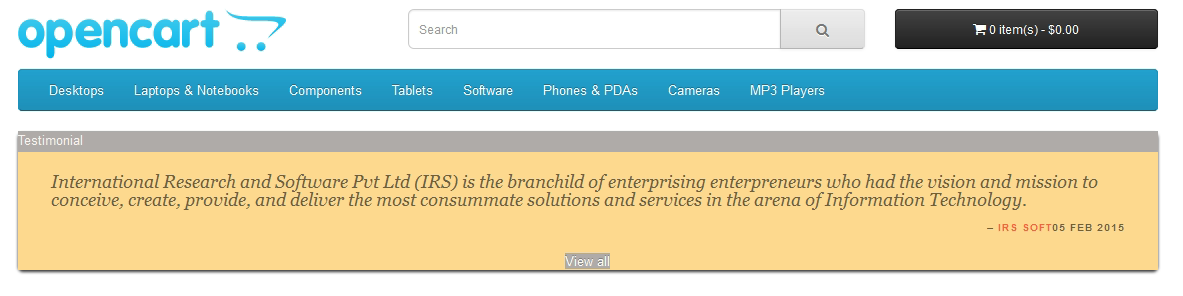 opencart
Search
0 item(s) - $0.00
Desktops Laptops & Notebooks Components Tablets Software Phones & PDAs Cameras MP3 Players
Testimonial
International Research and Software Pvt Ltd (IRS) is the branchild of enterprising enterpreneurs who had the vision and mission to
conceive, create, provide, and deliver the most consummate solutions and services in the arena of Information Technology.
– IRS SOFT05 FEB 2015
View all